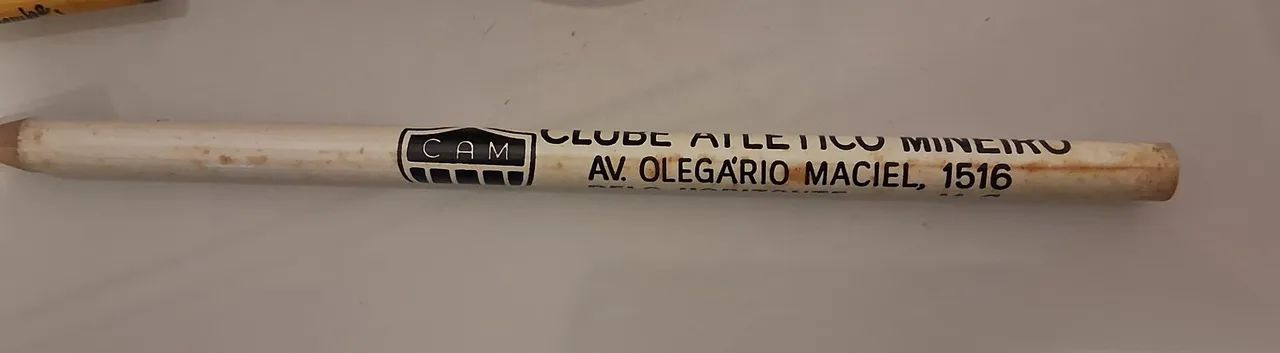 CAM
CLUBE ATLETICO MINEIRO
AV. OLEGÁRIO MACIEL, 1516